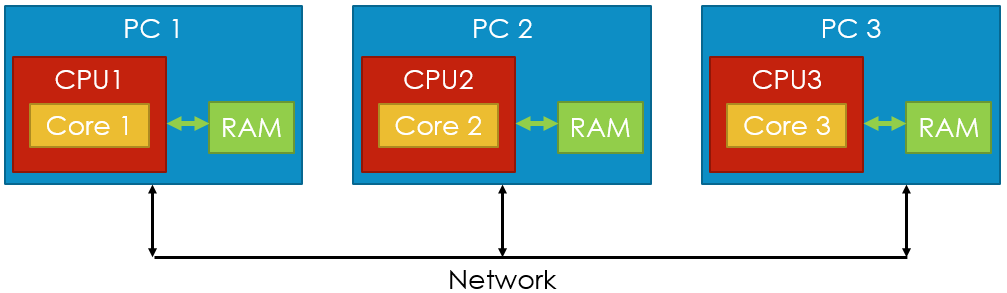 PC 1
CPU1
Core 1
RAM
PC 2
CPU2
Core 2
RAM
PC 3
CPU3
Core 3
RAM
Network